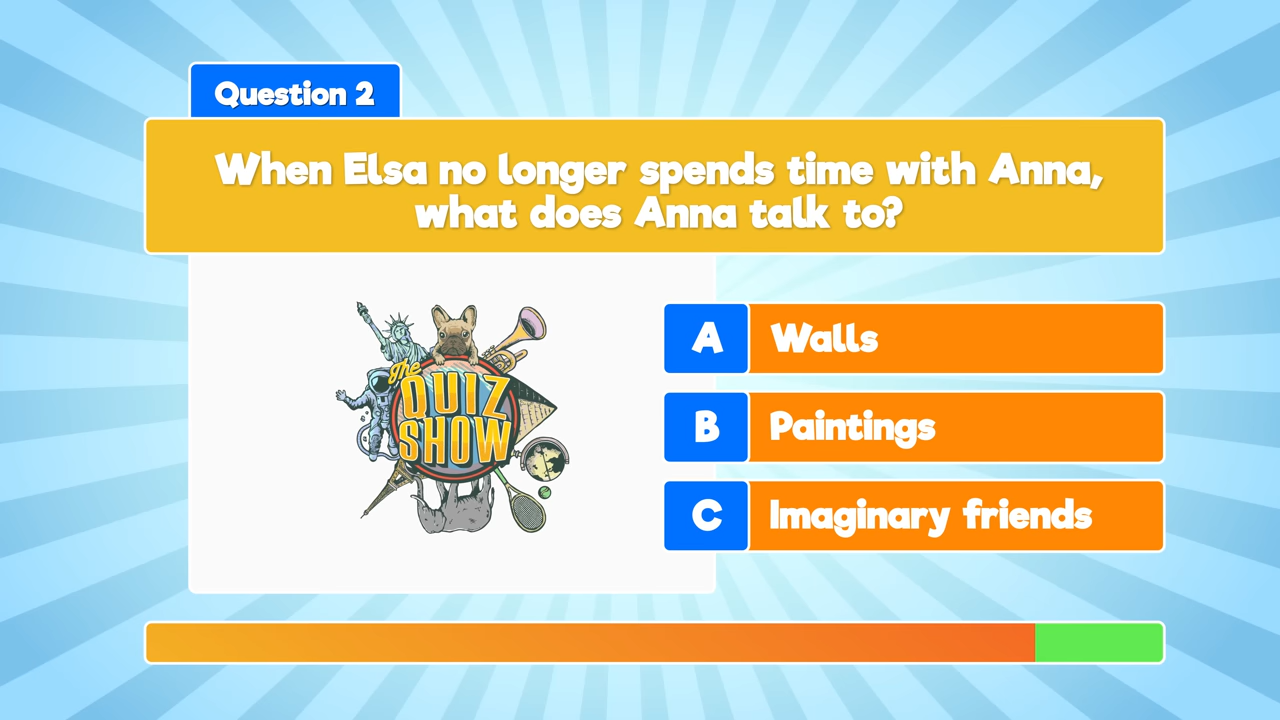 Question 2
When Elsa no longer spends time with Anna,
what does Anna talk to?
The
QUIZ
SHOW
A Walls
B Paintings
C Imaginary friends